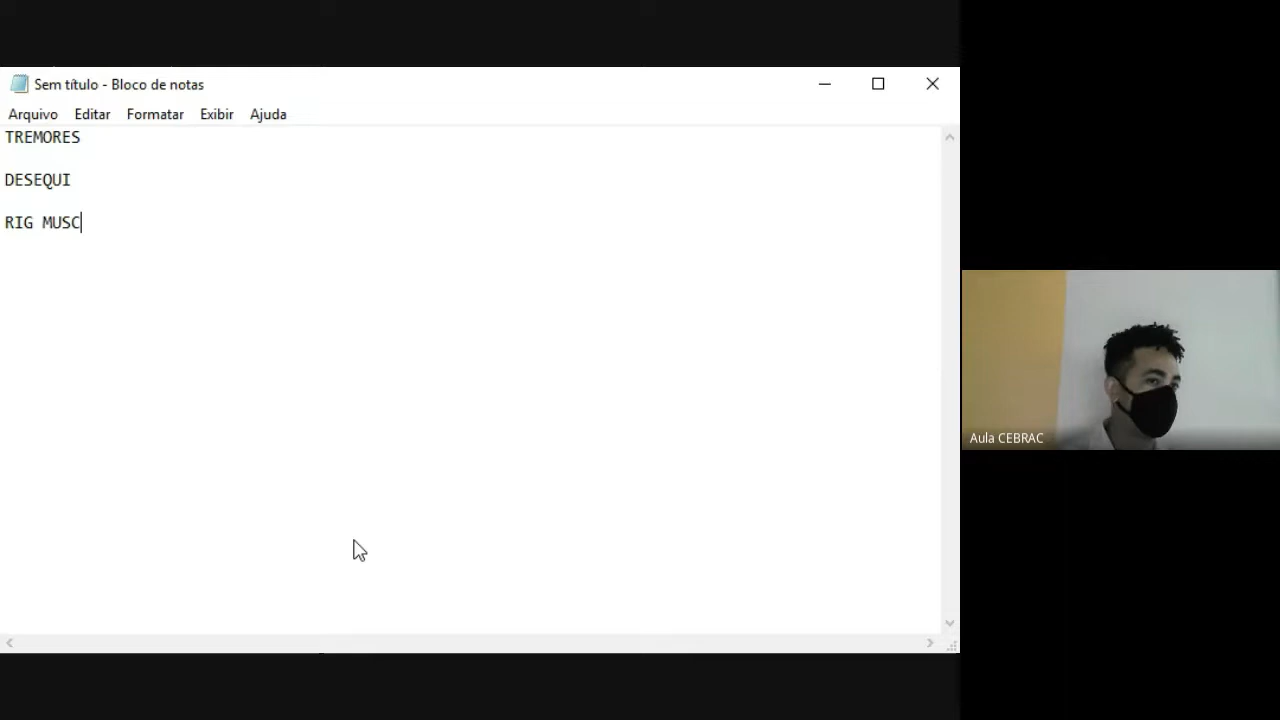 Sem título - Bloco de notas
Arquivo Editar Formatar Exibir Ajuda
TREMORES
DESEQUI
RIG MUSC
Aula CEBRAC